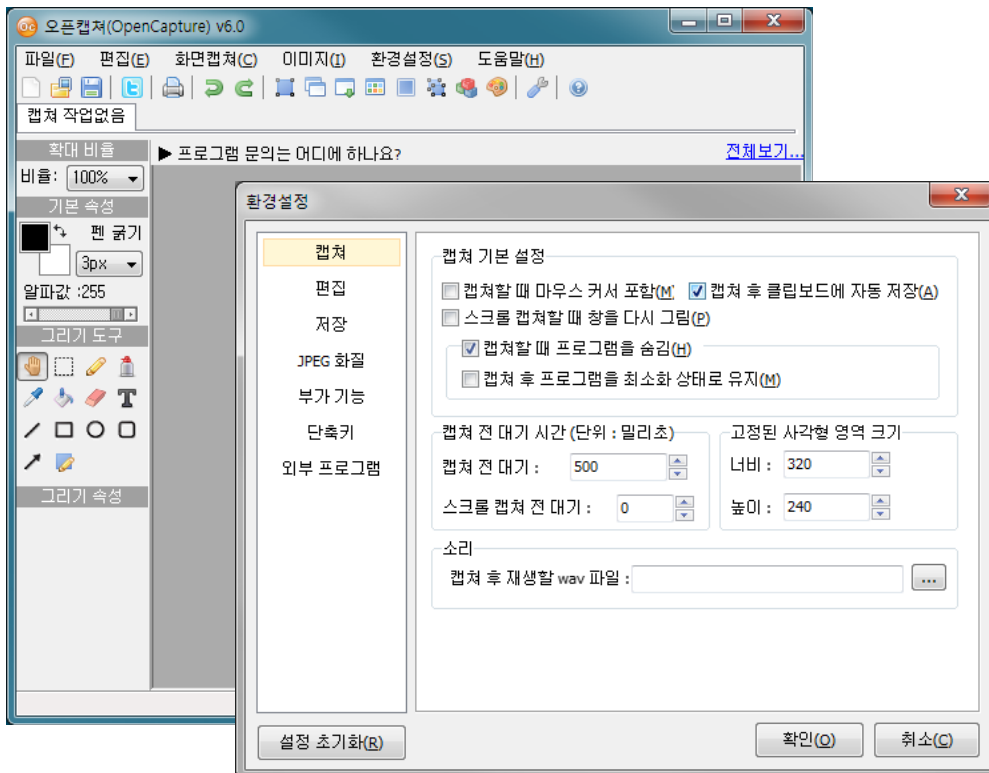 오픈캡쳐(OpenCapture) v6.0
파일(F) 편집(E) 화면캡쳐(C) 이미지(I) 환경설정(S) 도움말(H)
캡쳐 작업없음
확대 비율
▶ 프로그램 문의는 어디에 하나요? 전체보기...
비율: 100%
기본 속성
펜 굵기
3px
알파값 :255
그리기 도구
그리기 속성
환경설정
캡쳐
편집
저장
JPEG 화질
부가 기능
단축키
외부 프로그램
캡쳐 기본 설정
캡쳐할 때 마우스 커서 포함(M) 캡쳐 후 클립보드에 자동 저장(A)
스크롤 캡쳐할 때 창을 다시 그림(P)
캡쳐할 때 프로그램을 숨김(H)
캡쳐 후 프로그램을 최소화 상태로 유지(M)
캡쳐 전 대기 시간 (단위 : 밀리초)
캡쳐 전 대기 : 500
스크롤 캡쳐 전 대기 : 0
고정된 사각형 영역 크기
너비 : 320
높이 : 240
소리
캡쳐 후 재생할 wav 파일 : ...
설정 초기화(R) 확인(O) 취소(C)